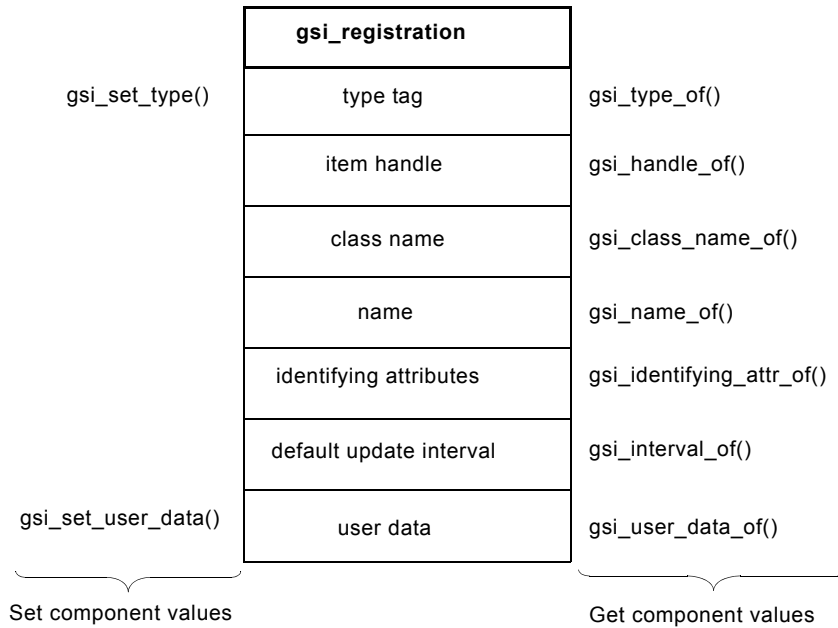 gsi_registration
gsi_set_type()
type tag
gsi_type_of()
item handle
gsi_handle_of()
class name
gsi_class_name_of()
name
gsi_name_of()
identifying attributes
gsi_identifying_attr_of()
default update interval
gsi_interval_of()
gsi_set_user_data()
user data
gsi_user_data_of()
Set component values
Get component values